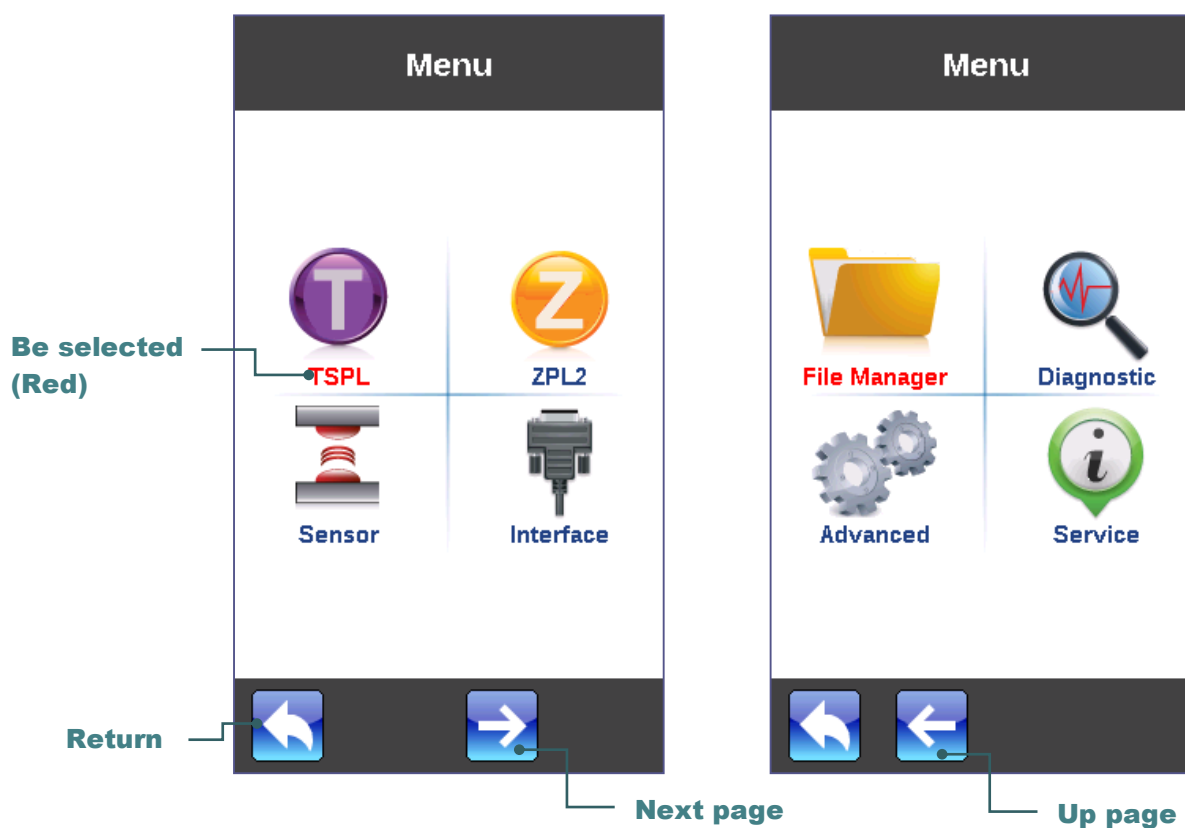 Menu
T
Z
TSPL
ZPL2
Sensor
Interface
Be selected
(Red)
Return
Next page
Menu
i
File Manager
Diagnostic
Advanced
Service
Up page